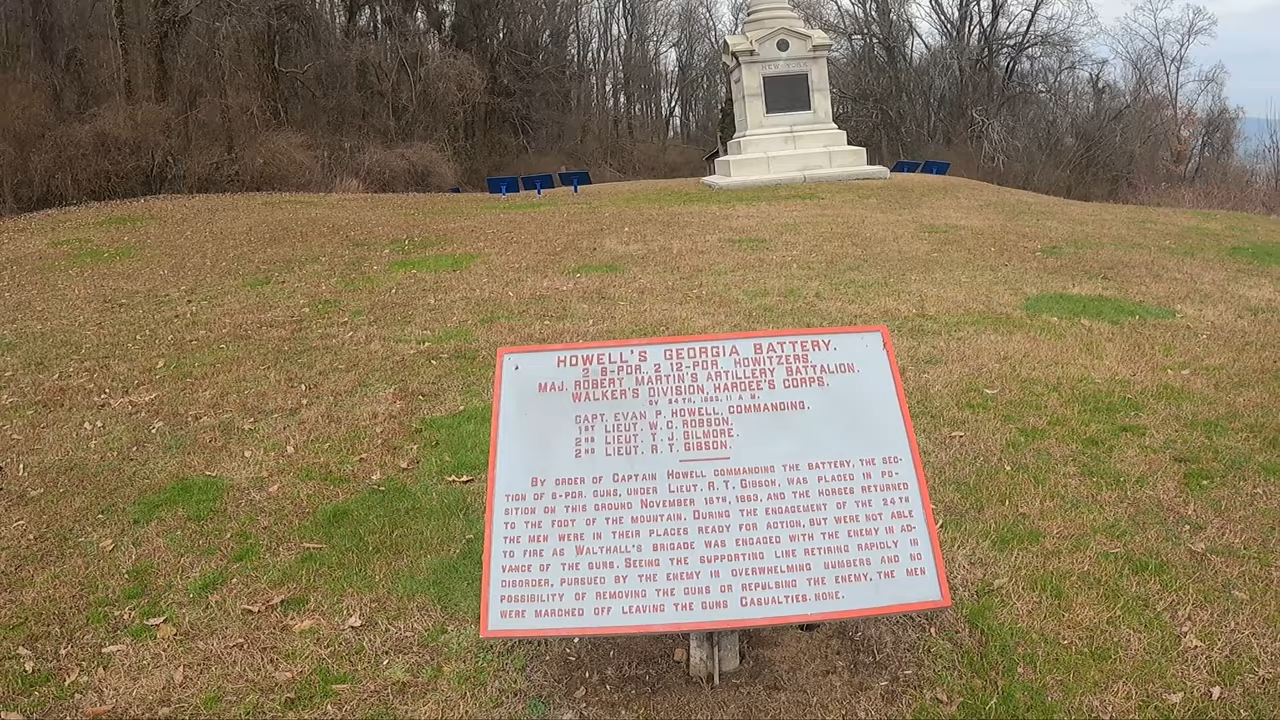 NEW YORK
HOWELL'S GEORGIA BATTERY.
2 6-PDR., 2 12-PDR. HOWITZERS.
MAJ. ROBERT MARTIN'S ARTILLERY BATTALION.
WALKER'S DIVISION, HARDEE'S CORPS.
24TH, 1863, 11 A.M.
CAPT. EVAN P. HOWELL, COMMANDING.
1ST LIEUT. W. C. ROBSON.
2ND LIEUT. T. J. GILMORE.
2ND LIEUT. R. T. GIBSON.
BY ORDER OF CAPTAIN HOWELL COMMANDING THE BATTERY, THE SEC-
TION OF 6-PDR. GUNS, UNDER LIEUT. R. T. GIBSON, WAS PLACED IN PO-
SITION ON THIS GROUND NOVEMBER 18TH, 1863, AND THE HORSES RETURNED
TO THE FOOT OF THE MOUNTAIN. DURING THE ENGAGEMENT OF THE 24TH
THE MEN WERE IN THEIR PLACES READY FOR ACTION, BUT WERE NOT ABLE
TO FIRE AS WALTHALL'S BRIGADE WAS ENGAGED WITH THE ENEMY IN AD-
VANCE OF THE GUNS. SEEING THE SUPPORTING LINE RETIRING RAPIDLY IN
DISORDER, PURSUED BY THE ENEMY IN OVERWHELMING NUMBERS AND NO
POSSIBILITY OF REMOVING THE GUNS OR REPULSING THE ENEMY, THE MEN
WERE MARCHED OFF LEAVING THE GUNS CASUALTIES. NONE.